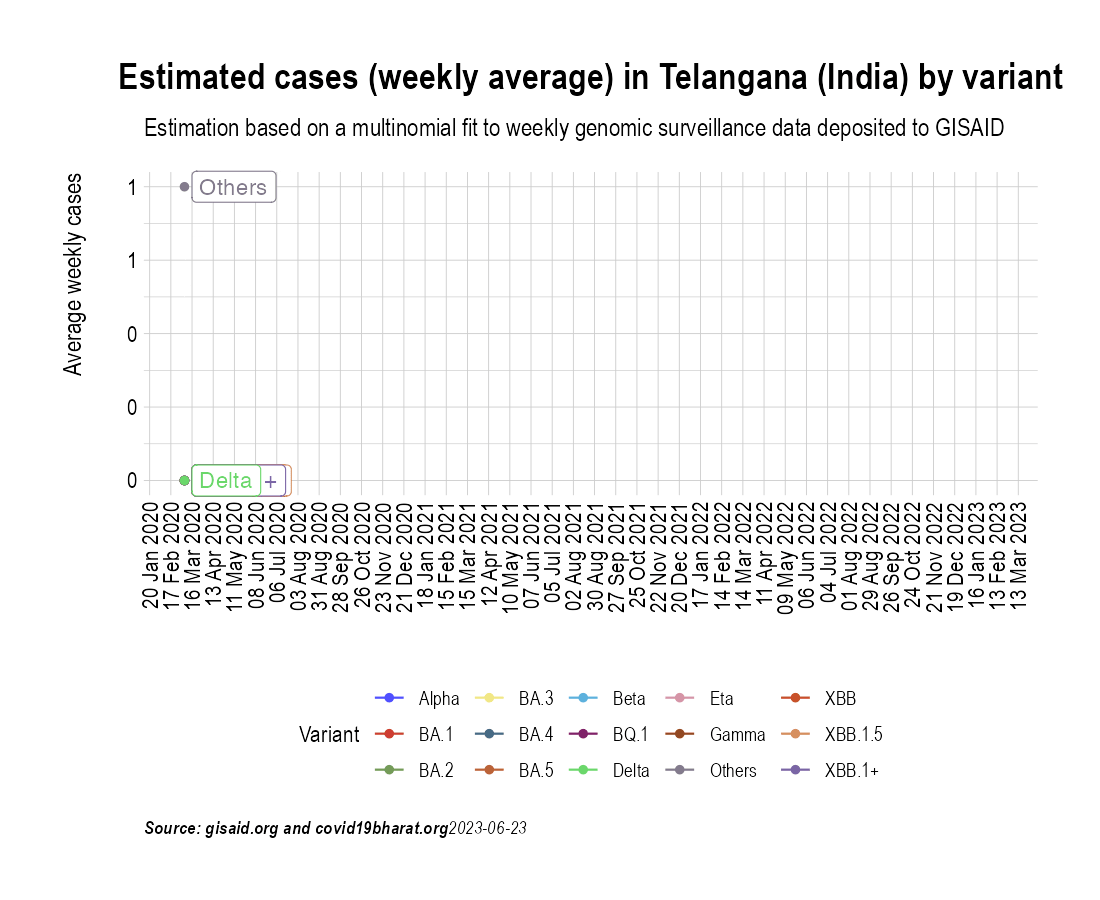 Estimated cases (weekly average) in Telangana (India) by variant
Estimation based on a multinomial fit to weekly genomic surveillance data deposited to GISAID
Average weekly cases
1
1
0
0
0
Others
Delta
+
20 Jan 2020
17 Feb 2020
16 Mar 2020
13 Apr 2020
11 May 2020
08 Jun 2020
06 Jul 2020
03 Aug 2020
31 Aug 2020
28 Sep 2020
26 Oct 2020
23 Nov 2020
21 Dec 2020
18 Jan 2021
15 Feb 2021
15 Mar 2021
12 Apr 2021
10 May 2021
07 Jun 2021
05 Jul 2021
02 Aug 2021
30 Aug 2021
27 Sep 2021
25 Oct 2021
22 Nov 2021
20 Dec 2021
17 Jan 2022
14 Feb 2022
14 Mar 2022
11 Apr 2022
09 May 2022
06 Jun 2022
04 Jul 2022
01 Aug 2022
29 Aug 2022
26 Sep 2022
24 Oct 2022
21 Nov 2022
19 Dec 2022
16 Jan 2023
13 Feb 2023
13 Mar 2023
Variant
Alpha
BA.1
BA.2
BA.3
BA.4
BA.5
Beta
BQ.1
Delta
Eta
Gamma
Others
XBB
XBB.1.5
XBB.1+
Source: gisaid.org and covid19bharat.org2023-06-23